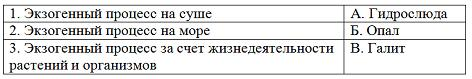 1. Экзогенный процесс на суше А. Гидрослюда
2. Экзогенный процесс на море Б. Опал
3. Экзогенный процесс за счет жизнедеятельности В. Галит
растений и организмов